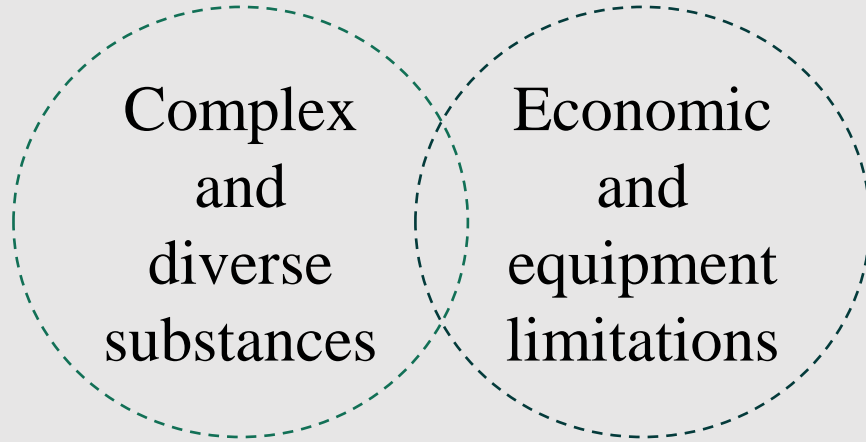 Complex
and
diverse
substances
Economic
and
equipment
limitations